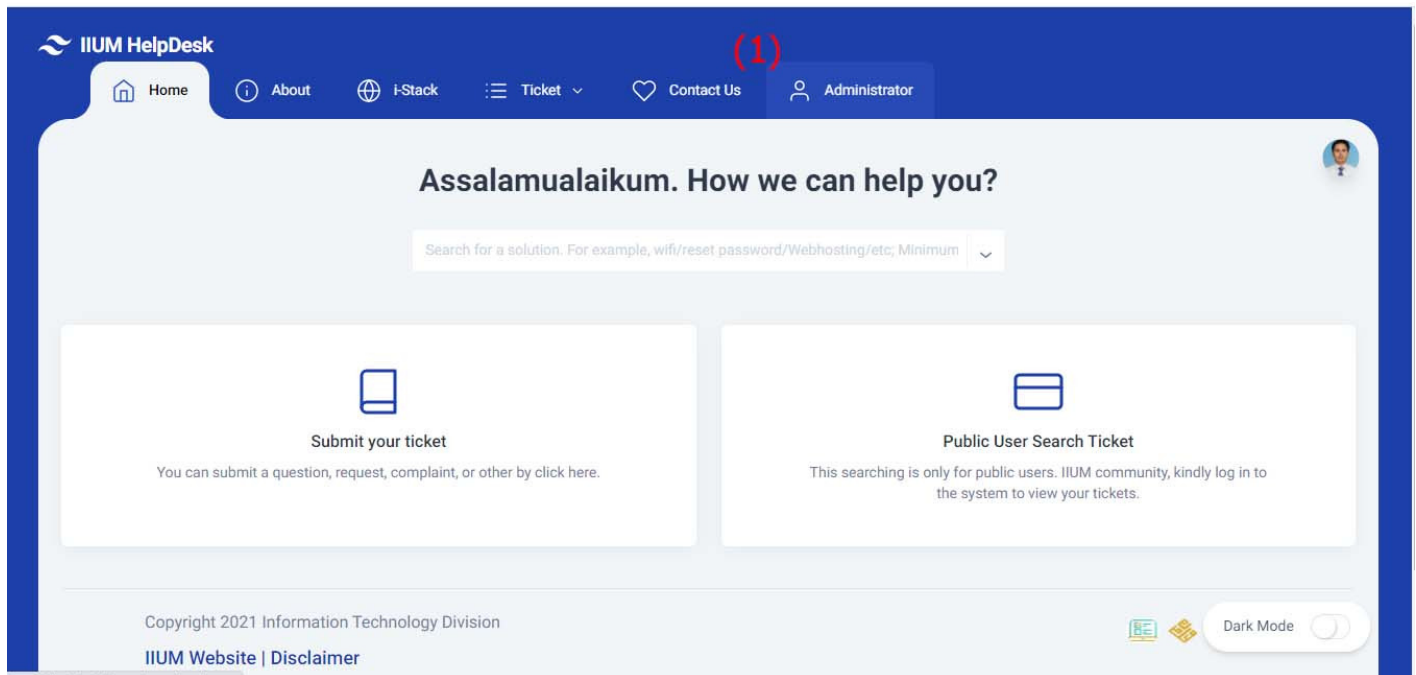 IIUM HelpDesk
(1)
Home About i-Stack Ticket Contact Us Administrator
Assalamualaikum. How we can help you?
Search for a solution. For example, wifi/reset password/Webhosting/etc; Minimum
Submit your ticket
You can submit a question, request, complaint, or other by click here.
Public User Search Ticket
This searching is only for public users. IIUM community, kindly log in to
the system to view your tickets.
Copyright 2021 Information Technology Division
IIUM Website | Disclaimer
Dark Mode